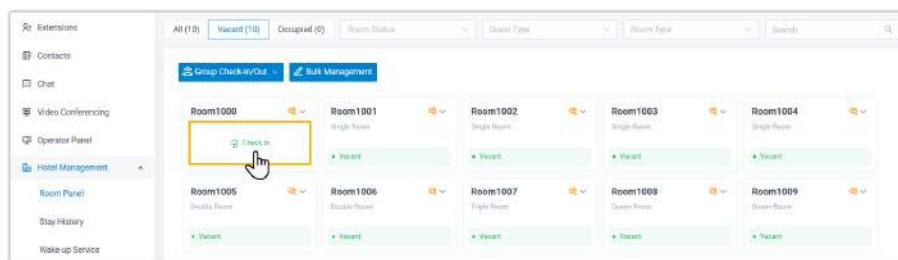 Extensions
Contacts
Chat
Video Conferencing
Operator Panel
Hotel Management
Room Panel
Stay History
Wake-up Service
All (10) Vacant (10) Occupied (0) Room Status Guest Type Room Type Search
Group Check-In/Out Bulk Management
Room1000 Room1001 Room1002 Room1003 Room1004
Single Room Single Room Single Room Single Room
Check In
Vacant Vacant Vacant Vacant
Room1005 Room1006 Room1007 Room1008 Room1009
Double Room Double Room Triple Room Queen Room Queen Room
Vacant Vacant Vacant Vacant Vacant